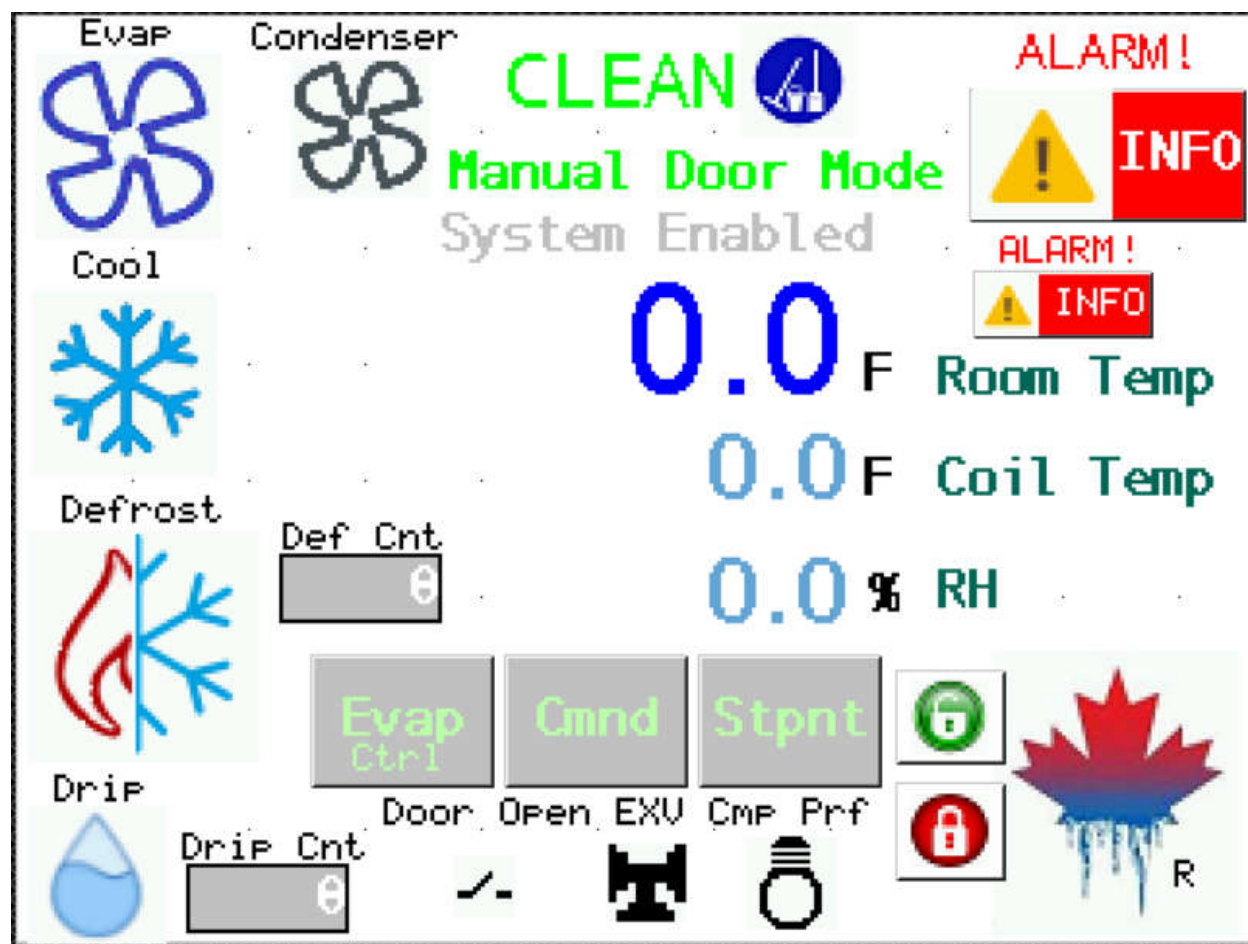 Evap
Condenser
CLEAN
ALARM!
INFO
Manual Door Mode
System Enabled
ALARM!
INFO
Cool
0.0 F Room Temp
0.0 F Coil Temp
Defrost
Def Cnt
0
0.0 % RH
Evap
Ctrl
Cmnd
Stpnt
Drip
Door Open EXV Cmp Prf
Drip Cnt
0
R